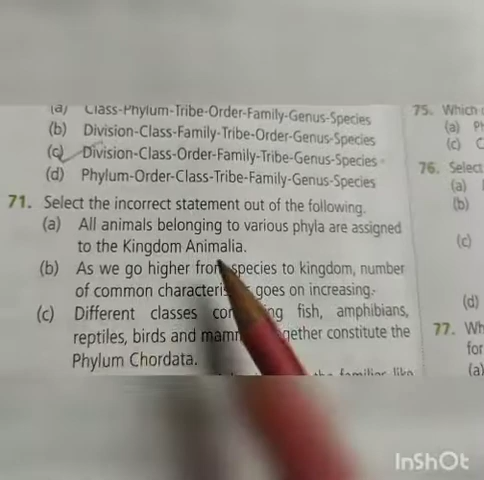 (a) Class-Phylum-Tribe-Order-Family-Genus-Species
(b) Division-Class-Family-Tribe-Order-Genus-Species
(c) Division-Class-Order-Family-Tribe-Genus-Species
(d) Phylum-Order-Class-Tribe-Family-Genus-Species
71. Select the incorrect statement out of the following.
(a) All animals belonging to various phyla are assigned
to the Kingdom Animalia.
(b) As we go higher from species to kingdom, number
of common goes on increasing.
(c) Different classes fish, amphibians,
reptiles, birds and constitute the
Phylum Chordata.
familiar like
75. Which
(a)
(c)
76. Select
(a)
(b)
(c)
(d)
77.
for
(a)
InShOt